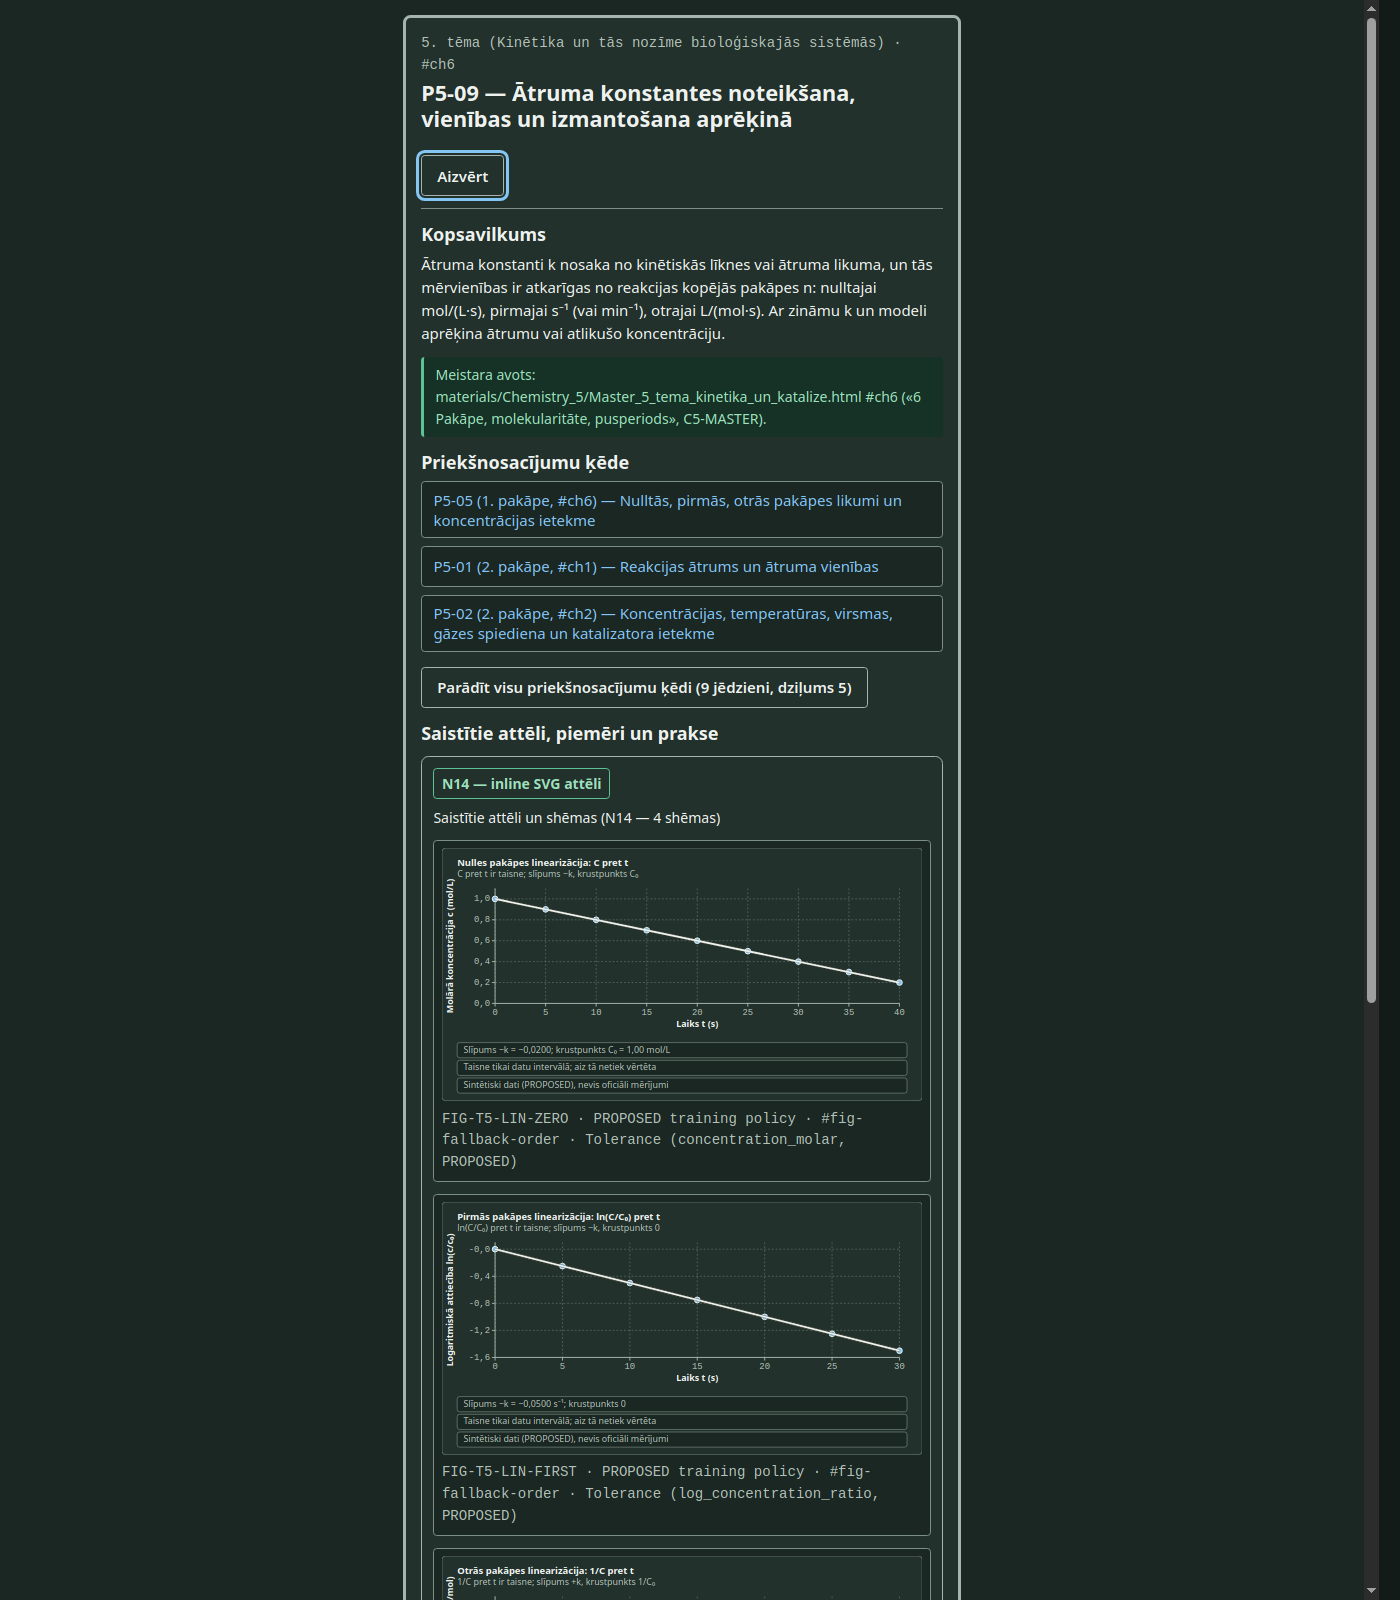 5. tēma (Kinētika un tās nozīme bioloģiskajās sistēmās) ·
#ch6
P5-09 — Ātruma konstantes noteikšana,
vienības un izmantošana aprēķinā
Aizvērt
Kopsavilkums
Ātruma konstanti k nosaka no kinētiskās līknes vai ātruma likuma, un tās
mērvienības ir atkarīgas no reakcijas kopējās pakāpes n: nulltajai
mol/(L·s), pirmajai s⁻¹ (vai min⁻¹), otrajai L/(mol·s). Ar zināmu k un modeli
aprēķina ātrumu vai atlikušo koncentrāciju.
Meistara avots:
materials/Chemistry_5/Master_5_tema_kinetika_un_katalize.html #ch6 («6
Pakāpe, molekularitāte, pusperiods», C5-MASTER).
Priekšnosacījumu ķēde
P5-05 (1. pakāpe, #ch6) — Nulltās, pirmās, otrās pakāpes likumi un
koncentrācijas ietekme
P5-01 (2. pakāpe, #ch1) — Reakcijas ātrums un ātruma vienības
P5-02 (2. pakāpe, #ch2) — Koncentrācijas, temperatūras, virsmas,
gāzes spiediena un katalizatora ietekme
Parādīt visu priekšnosacījumu ķēdi (9 jēdzieni, dziļums 5)
Saistītie attēli, piemēri un prakse
N14 — inline SVG attēli
Saistītie attēli un shēmas (N14 — 4 shēmas)
Nulles pakāpes linearizācija: C pret t
C pret t ir taisne; slīpums −k, krustpunkts C₀
Molārā koncentrācija c (mol/L)
1,0
0,8
0,6
0,4
0,2
0,0
0 5 10 15 20 25 30 35 40
Laiks t (s)
Slīpums −k = −0,0200; krustpunkts C₀ = 1,00 mol/L
Taisne tikai datu intervālā; aiz tā netiek vērtēta
Sintētiski dati (PROPOSED), nevis oficiāli mērījumi
FIG-T5-LIN-ZERO · PROPOSED training policy · #fig-
fallback-order · Tolerance (concentration_molar,
PROPOSED)
Pirmās pakāpes linearizācija: ln(C/C₀) pret t
ln(C/C₀) pret t ir taisne; slīpums −k, krustpunkts 0
Logaritmiskā attiecība ln(c/c₀)
-0,0
-0,4
-0,8
-1,2
-1,6
0 5 10 15 20 25 30
Laiks t (s)
Slīpums −k = −0,0500 s⁻¹; krustpunkts 0
Taisne tikai datu intervālā; aiz tā netiek vērtēta
Sintētiski dati (PROPOSED), nevis oficiāli mērījumi
FIG-T5-LIN-FIRST · PROPOSED training policy · #fig-
fallback-order · Tolerance (log_concentration_ratio,
PROPOSED)
Otrās pakāpes linearizācija: 1/C pret t
1/C pret t ir taisne; slīpums +k, krustpunkts 1/C₀
/mol)